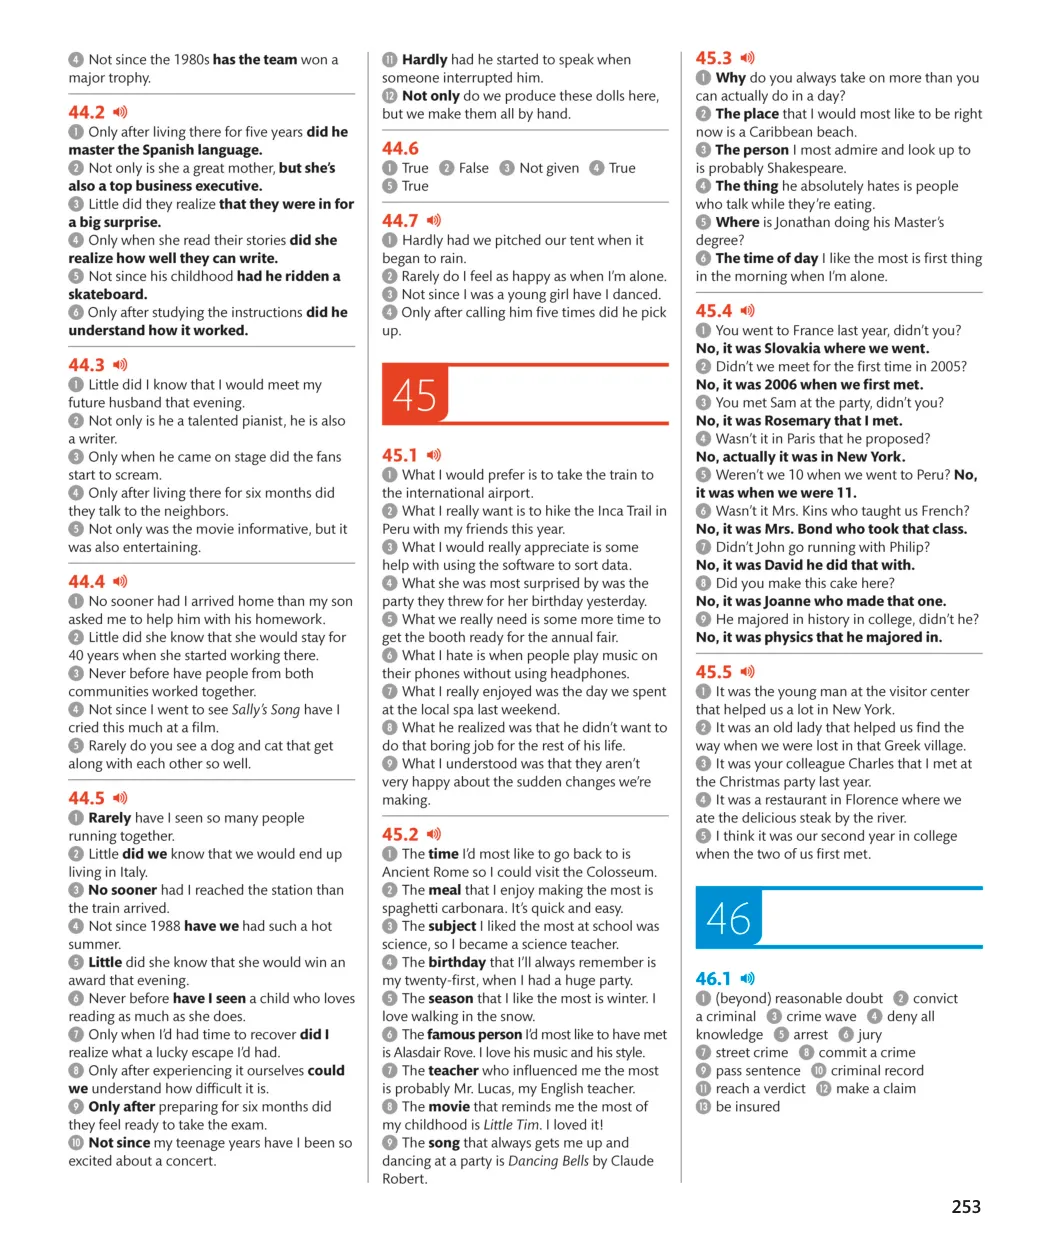 4 Not since the 1980s has the team won a
major trophy.
44.2
1 Only after living there for five years did he
master the Spanish language.
2 Not only is she a great mother, but she's
also a top business executive.
3 Little did they realize that they were in for
a big surprise.
4 Only when she read their stories did she
realize how well they can write.
5 Not since his childhood had he ridden a
skateboard.
6 Only after studying the instructions did he
understand how it worked.
44.3
1 Little did I know that I would meet my
future husband that evening.
2 Not only is he a talented pianist, he is also
a writer.
3 Only when he came on stage did the fans
start to scream.
4 Only after living there for six months did
they talk to the neighbors.
5 Not only was the movie informative, but it
was also entertaining.
44.4
1 No sooner had I arrived home than my son
asked me to help him with his homework.
2 Little did she know that she would stay for
40 years when she started working there.
3 Never before have people from both
communities worked together.
4 Not since I went to see Sally's Song have I
cried this much at a film.
5 Rarely do you see a dog and cat that get
along with each other so well.
44.5
1 Rarely have I seen so many people
running together.
2 Little did we know that we would end up
living in Italy.
3 No sooner had I reached the station than
the train arrived.
4 Not since 1988 have we had such a hot
summer.
5 Little did she know that she would win an
award that evening.
6 Never before have I seen a child who loves
reading as much as she does.
7 Only when I'd had time to recover did I
realize what a lucky escape I'd had.
8 Only after experiencing it ourselves could
we understand how difficult it is.
9 Only after preparing for six months did
they feel ready to take the exam.
10 Not since my teenage years have I been so
excited about a concert.
11 Hardly had he started to speak when
someone interrupted him.
12 Not only do we produce these dolls here,
but we make them all by hand.
44.6
1 True 2 False 3 Not given 4 True
5 True
44.7
1 Hardly had we pitched our tent when it
began to rain.
2 Rarely do I feel as happy as when I'm alone.
3 Not since I was a young girl have I danced.
4 Only after calling him five times did he pick
up.
45
45.1
1 What I would prefer is to take the train to
the international airport.
2 What I really want is to hike the Inca Trail in
Peru with my friends this year.
3 What I would really appreciate is some
help with using the software to sort data.
4 What she was most surprised by was the
party they threw for her birthday yesterday.
5 What we really need is some more time to
get the booth ready for the annual fair.
6 What I hate is when people play music on
their phones without using headphones.
7 What I really enjoyed was the day we spent
at the local spa last weekend.
8 What he realized was that he didn't want to
do that boring job for the rest of his life.
9 What I understood was that they aren't
very happy about the sudden changes we're
making.
45.2
1 The time I'd most like to go back to is
Ancient Rome so I could visit the Colosseum.
2 The meal that I enjoy making the most is
spaghetti carbonara. It's quick and easy.
3 The subject I liked the most at school was
science, so I became a science teacher.
4 The birthday that I'll always remember is
my twenty-first, when I had a huge party.
5 The season that I like the most is winter. I
love walking in the snow.
6 The famous person I'd most like to have met
is Alasdair Rove. I love his music and his style.
7 The teacher who influenced me the most
is probably Mr. Lucas, my English teacher.
8 The movie that reminds me the most of
my childhood is Little Tim. I loved it!
9 The song that always gets me up and
dancing at a party is Dancing Bells by Claude
Robert.
45.3
1 Why do you always take on more than you
can actually do in a day?
2 The place that I would most like to be right
now is a Caribbean beach.
3 The person I most admire and look up to
is probably Shakespeare.
4 The thing he absolutely hates is people
who talk while they're eating.
5 Where is Jonathan doing his Master's
degree?
6 The time of day I like the most is first thing
in the morning when I'm alone.
45.4
1 You went to France last year, didn't you?
No, it was Slovakia where we went.
2 Didn't we meet for the first time in 2005?
No, it was 2006 when we first met.
3 You met Sam at the party, didn't you?
No, it was Rosemary that I met.
4 Wasn't it in Paris that he proposed?
No, actually it was in New York.
5 Weren't we 10 when we went to Peru? No,
it was when we were 11.
6 Wasn't it Mrs. Kins who taught us French?
No, it was Mrs. Bond who took that class.
7 Didn't John go running with Philip?
No, it was David he did that with.
8 Did you make this cake here?
No, it was Joanne who made that one.
9 He majored in history in college, didn't he?
No, it was physics that he majored in.
45.5
1 It was the young man at the visitor center
that helped us a lot in New York.
2 It was an old lady that helped us find the
way when we were lost in that Greek village.
3 It was your colleague Charles that I met at
the Christmas party last year.
4 It was a restaurant in Florence where we
ate the delicious steak by the river.
5 I think it was our second year in college
when the two of us first met.
46
46.1
1 (beyond) reasonable doubt 2 convict
a criminal 3 crime wave 4 deny all
knowledge 5 arrest 6 jury
7 street crime 8 commit a crime
9 pass sentence 10 criminal record
11 reach a verdict 12 make a claim
13 be insured
253